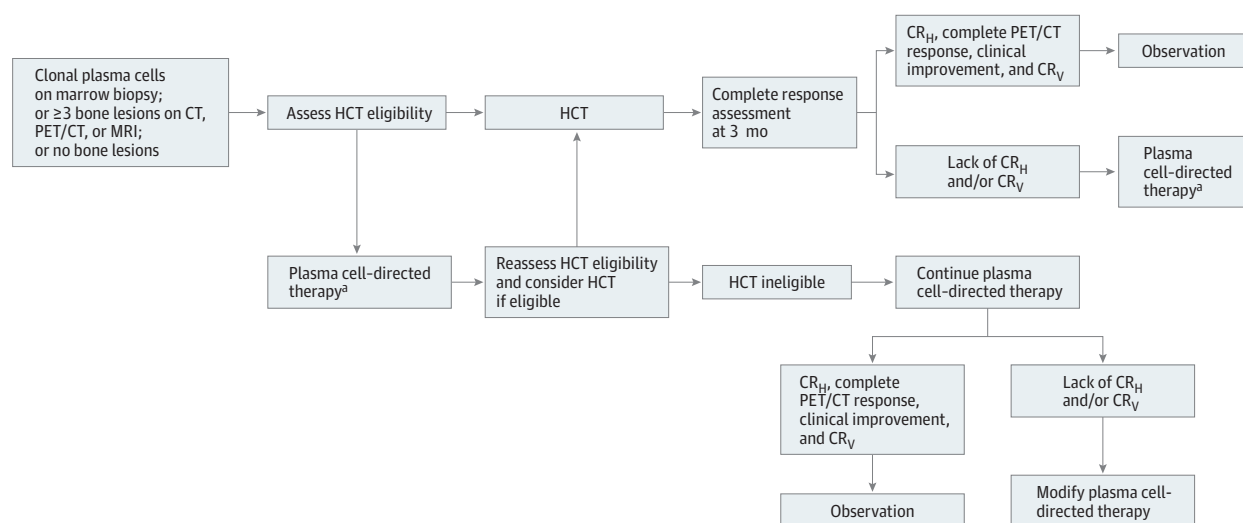 Clonal plasma cells
on marrow biopsy;
or ≥3 bone lesions on CT,
PET/CT, or MRI;
or no bone lesions
Assess HCT eligibility
HCT
Complete response
assessment
at 3 mo
CRH, complete PET/CT
response, clinical
improvement, and CRV
Observation
Lack of CRH
and/or CRV
Plasma
cell-directed
therapya
Plasma cell–directed
therapya
Reassess HCT eligibility
and consider HCT
if eligible
HCT ineligible
Continue plasma
cell-directed therapy
CRH, complete
PET/CT response,
clinical improvement,
and CRV
Observation
Lack of CRH
and/or CRV
Modify plasma cell-
directed therapy